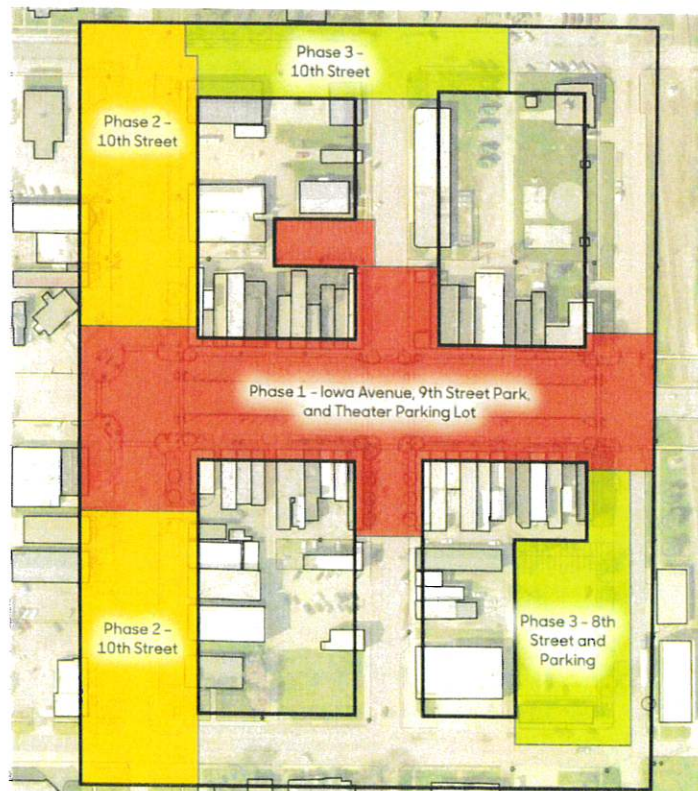 Phase 3 -
10th Street
Phase 2 -
10th Street
Phase 1 - Iowa Avenue, 9th Street Park,
and Theater Parking Lot
Phase 2 -
10th Street
Phase 3 - 8th
Street and
Parking